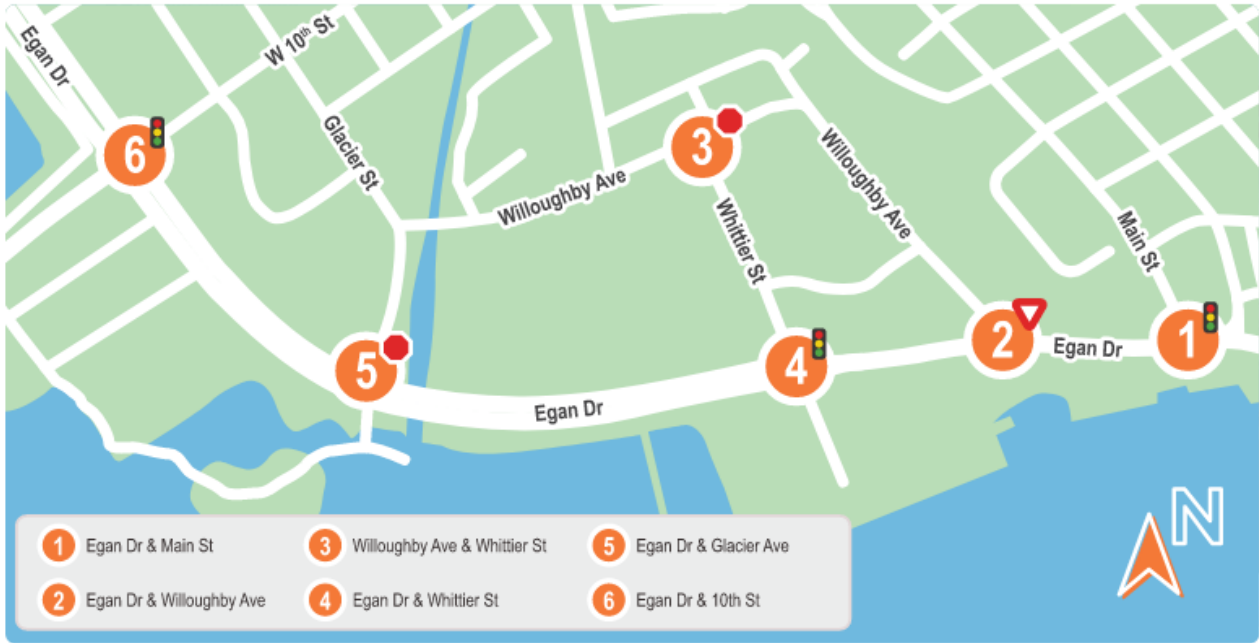 Egan Dr
W 10th St
Glacier St
Willoughby Ave
Willoughby Ave
Whittier St
Main St
Egan Dr
Egan Dr
6
3
5
4
2
1
N
1 Egan Dr & Main St
3 Willoughby Ave & Whittier St
5 Egan Dr & Glacier Ave
2 Egan Dr & Willoughby Ave
4 Egan Dr & Whittier St
6 Egan Dr & 10th St